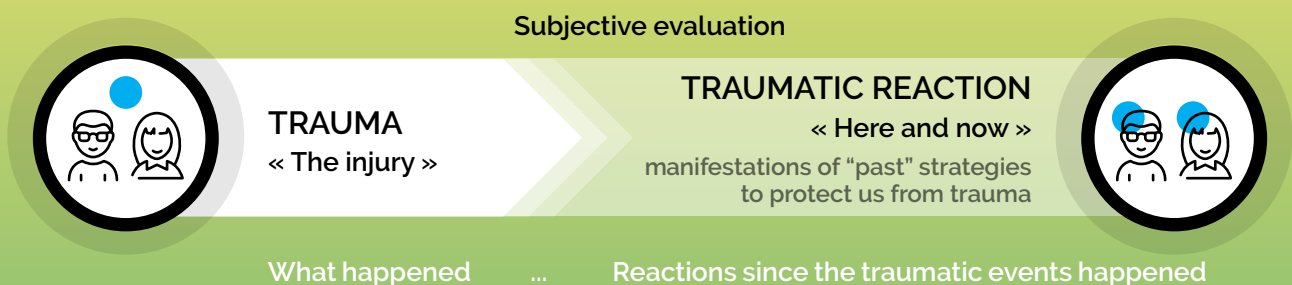 Subjective evaluation
TRAUMA
« The injury »
TRAUMATIC REACTION
« Here and now »
manifestations of “past” strategies
to protect us from trauma
What happened ... Reactions since the traumatic events happened